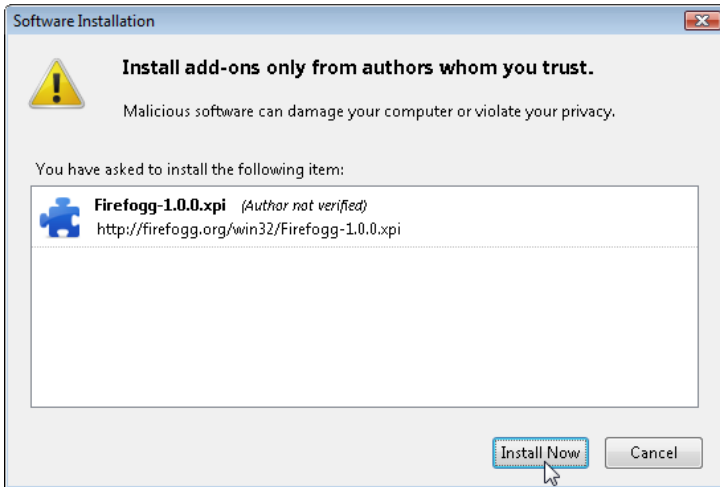 Software Installation
Install add-ons only from authors whom you trust.
Malicious software can damage your computer or violate your privacy.
You have asked to install the following item:
Firefogg-1.0.0.xpi (Author not verified)
http://firefogg.org/win32/Firefogg-1.0.0.xpi
Install Now Cancel